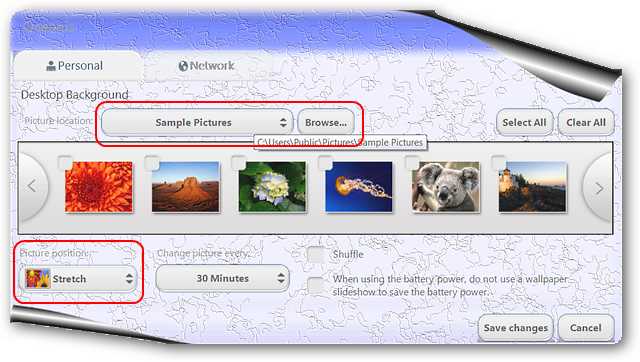 Personal
Network
Desktop Background
Picture location:
Sample Pictures
Browse...
Select All
Clear All
C:\Users\Public\Pictures\Sample Pictures
Picture position:
Change picture every:
Shuffle
Stretch
30 Minutes
When using the battery power, do not use a wallpaper
slideshow to save the battery power.
Save changes
Cancel